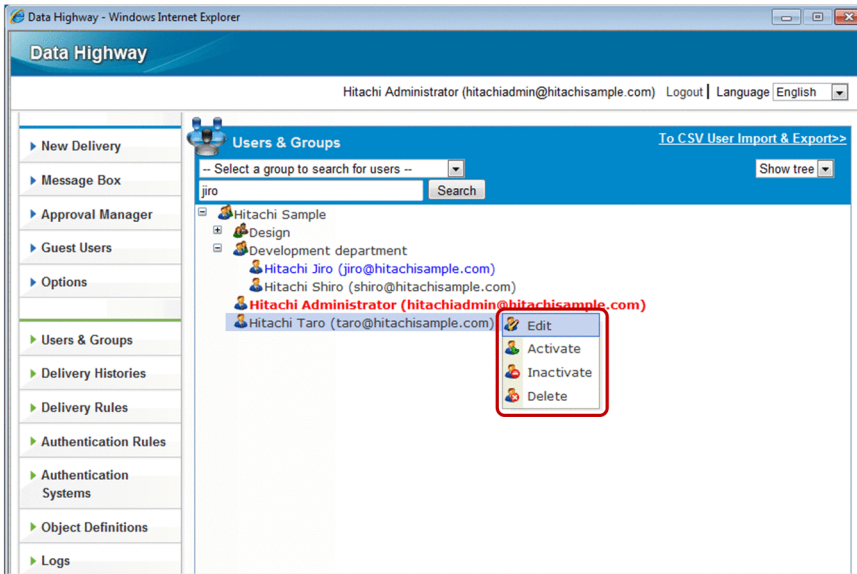 Data Highway - Windows Internet Explorer
Data Highway
Hitachi Administrator (hitachiadmin@hitachisample.com) Logout | Language English
New Delivery
Message Box
Approval Manager
Guest Users
Options
Users & Groups
Delivery Histories
Delivery Rules
Authentication Rules
Authentication
Systems
Object Definitions
Logs
Users & Groups
To CSV User Import & Export>>
-- Select a group to search for users --
Show tree
jiro
Search
Hitachi Sample
Design
Development department
Hitachi Jiro (jiro@hitachisample.com)
Hitachi Shiro (shiro@hitachisample.com)
Hitachi Administrator (hitachiadmin@hitachisample.com)
Hitachi Taro (taro@hitachisample.com)
Edit
Activate
Inactivate
Delete